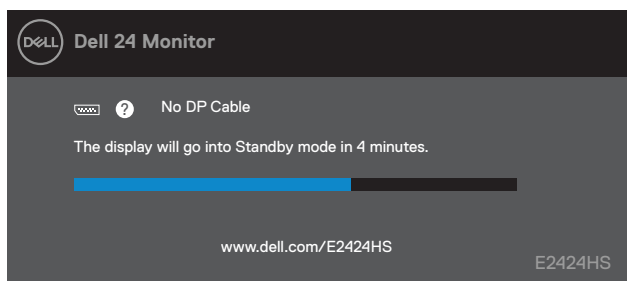 DELL
Dell 24 Monitor
? No DP Cable
The display will go into Standby mode in 4 minutes.
www.dell.com/E2424HS
E2424HS